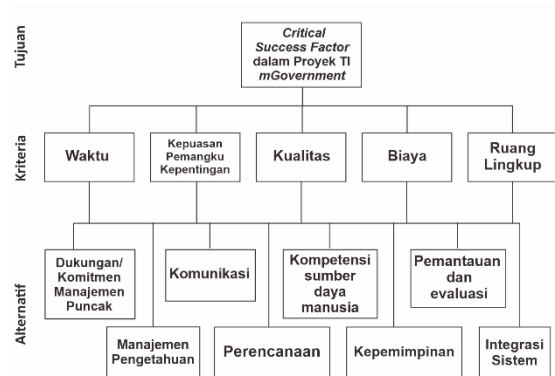 Tujuan
Critical
Success Factor
dalam Proyek TI
mGovernment
Kriteria
Waktu
Kepuasan
Pemangku
Kepentingan
Kualitas
Biaya
Ruang
Lingkup
Alternatif
Dukungan/
Komitmen
Manajemen
Puncak
Komunikasi
Kompetensi
sumber
daya
manusia
Pemantauan
dan
evaluasi
Manajemen
Pengetahuan
Perencanaan
Kepemimpinan
Integrasi
Sistem